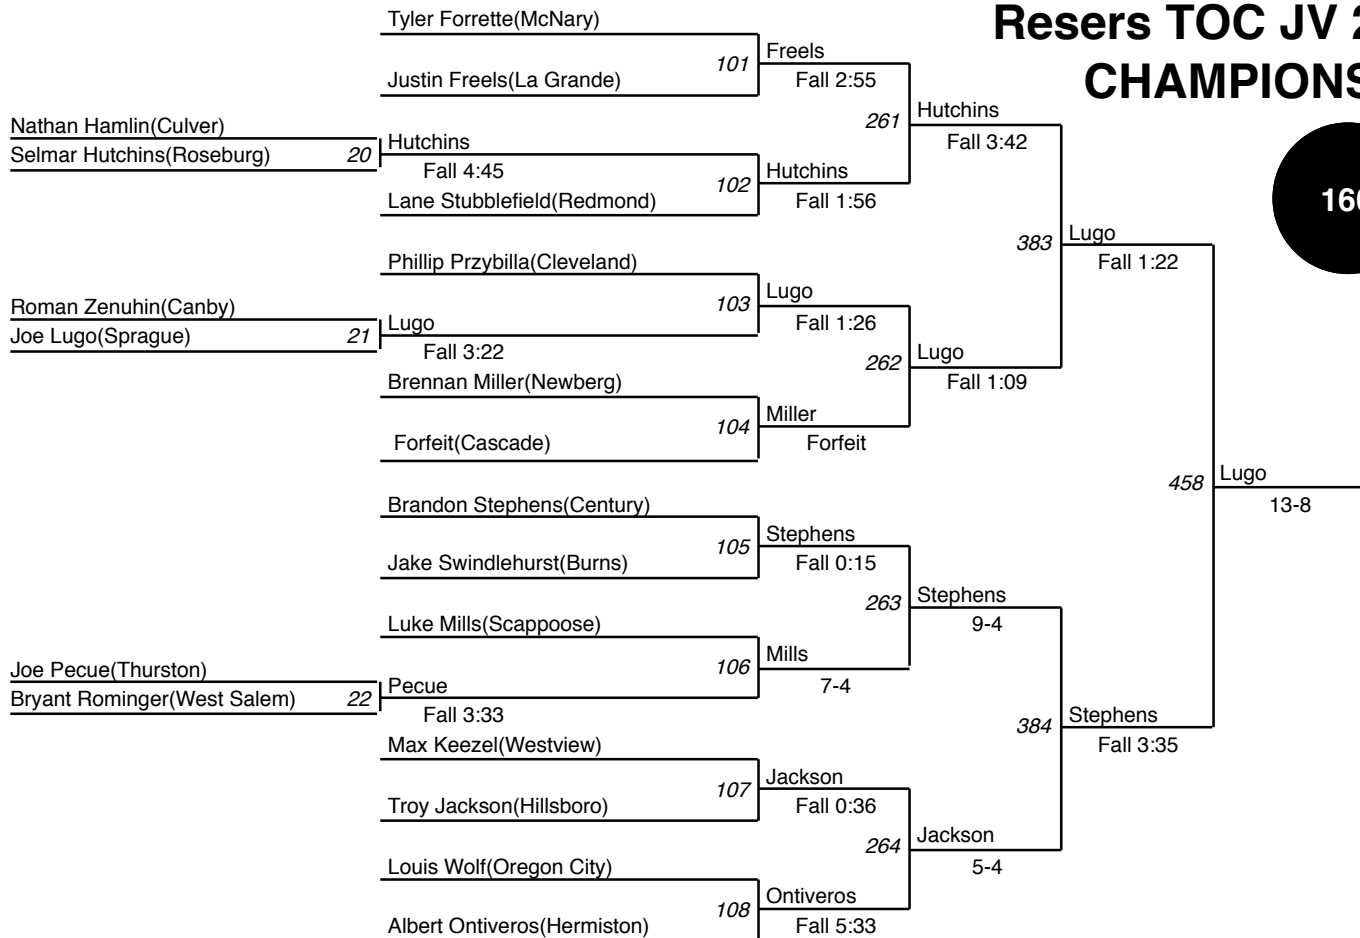 Resers TOC JV
CHAMPIONS
Tyler Forrette(McNary)
101
Freels
Justin Freels(La Grande)
Fall 2:55
261
Hutchins
Fall 3:42
Nathan Hamlin(Culver)
Selmar Hutchins(Roseburg)
20
Hutchins
Fall 4:45
102
Hutchins
Lane Stubblefield(Redmond)
Fall 1:56
383
Lugo
Fall 1:22
Phillip Przybilla(Cleveland)
103
Lugo
Fall 1:26
Roman Zenuhin(Canby)
Joe Lugo(Sprague)
21
Lugo
Fall 3:22
262
Lugo
Fall 1:09
Brennan Miller(Newberg)
104
Miller
Forfeit(Cascade)
Forfeit
458
Lugo
13-8
Brandon Stephens(Century)
105
Stephens
Jake Swindlehurst(Burns)
Fall 0:15
263
Stephens
9-4
Luke Mills(Scappoose)
106
Mills
7-4
Joe Pecue(Thurston)
Bryant Rominger(West Salem)
22
Pecue
Fall 3:33
384
Stephens
Fall 3:35
Max Keezel(Westview)
107
Jackson
Troy Jackson(Hillsboro)
Fall 0:36
264
Jackson
5-4
Louis Wolf(Oregon City)
108
Ontiveros
Albert Ontiveros(Hermiston)
Fall 5:33